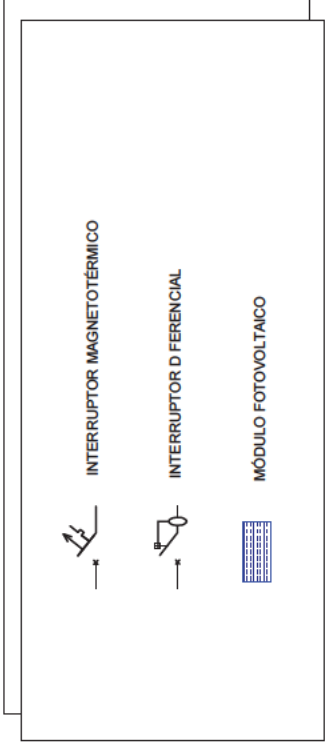 INTERRUPTOR MAGNETOTÉRMICO
INTERRUPTOR D FERENCIAL
MÓDULO FOTOVOLTAICO